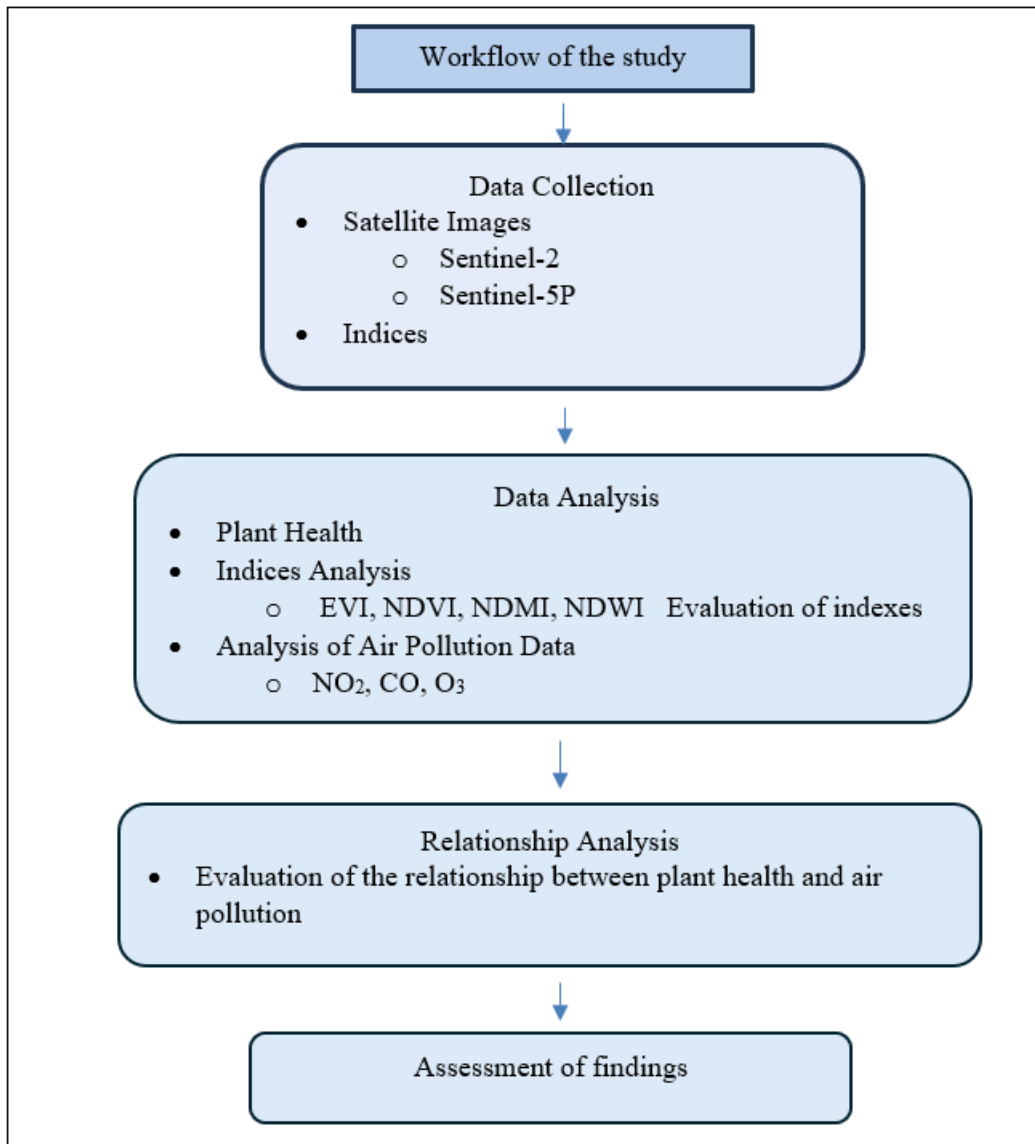 Workflow of the study
Data Collection
• Satellite Images
o Sentinel-2
o Sentinel-5P
• Indices
Data Analysis
• Plant Health
• Indices Analysis
o EVI, NDVI, NDMI, NDWI Evaluation of indexes
• Analysis of Air Pollution Data
o NO₂, CO, O₃
Relationship Analysis
• Evaluation of the relationship between plant health and air
pollution
Assessment of findings